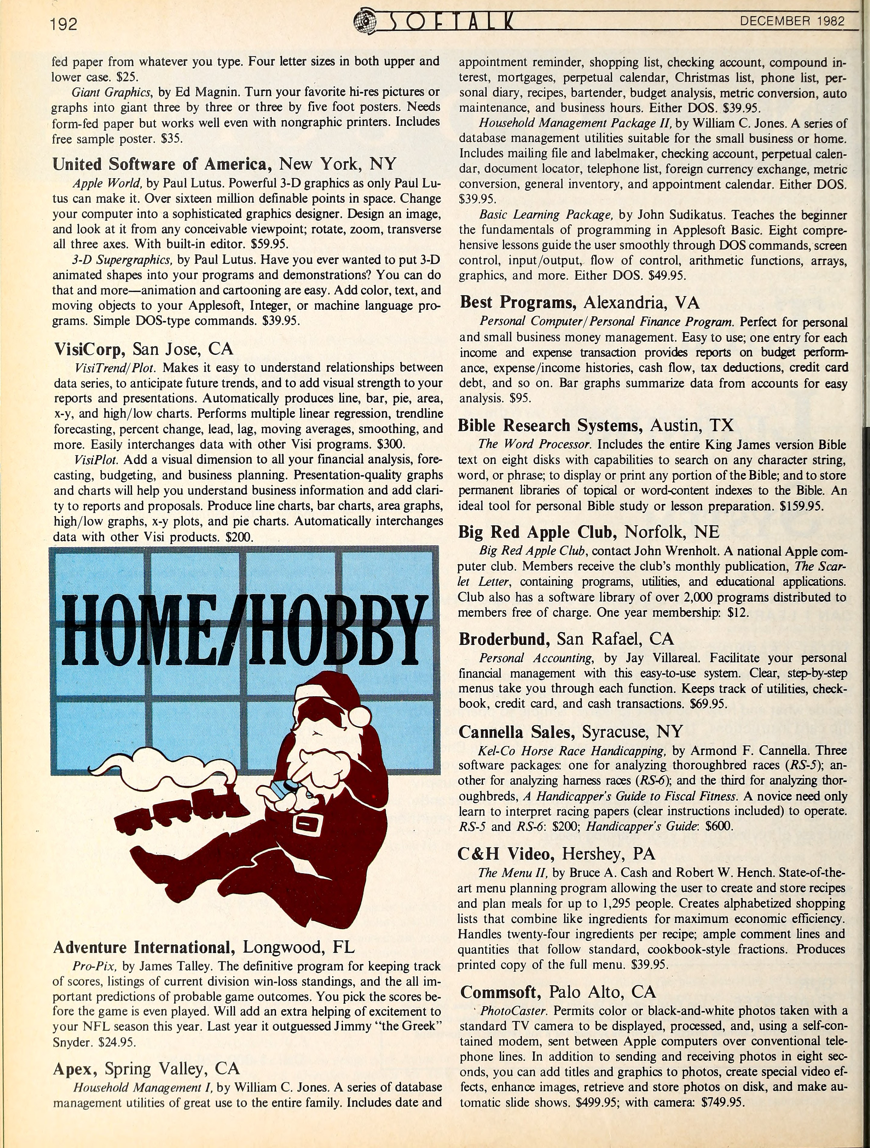 192
SOFTALK
DECEMBER 1982
fed paper from whatever you type. Four letter sizes in both upper and
lower case. $25.
Giant Graphics, by Ed Magnin. Turn your favorite hi-res pictures or
graphs into giant three by three or three by five foot posters. Needs
form-fed paper but works well even with nongraphic printers. Includes
free sample poster. $35.
United Software of America, New York, NY
Apple World, by Paul Lutus. Powerful 3-D graphics as only Paul Lu-
tus can make it. Over sixteen million definable points in space. Change
your computer into a sophisticated graphics designer. Design an image,
and look at it from any conceivable viewpoint; rotate, zoom, transverse
all three axes. With built-in editor. $59.95.
3-D Supergraphics, by Paul Lutus. Have you ever wanted to put 3-D
animated shapes into your programs and demonstrations? You can do
that and more—animation and cartooning are easy. Add color, text, and
moving objects to your Applesoft, Integer, or machine language pro-
grams. Simple DOS-type commands. $39.95.
VisiCorp, San Jose, CA
VisiTrend/Plot. Makes it easy to understand relationships between
data series, to anticipate future trends, and to add visual strength to your
reports and presentations. Automatically produces line, bar, pie, area,
x-y, and high/low charts. Performs multiple linear regression, trendline
forecasting, percent change, lead, lag, moving averages, smoothing, and
more. Easily interchanges data with other Visi programs. $300.
VisiPlot. Add a visual dimension to all your financial analysis, fore-
casting, budgeting, and business planning. Presentation-quality graphs
and charts will help you understand business information and add clari-
ty to reports and proposals. Produce line charts, bar charts, area graphs,
high/low graphs, x-y plots, and pie charts. Automatically interchanges
data with other Visi products. $200.
HOME/HOBBY
Adventure International, Longwood, FL
Pro-Pix, by James Talley. The definitive program for keeping track
of scores, listings of current division win-loss standings, and the all im-
portant predictions of probable game outcomes. You pick the scores be-
fore the game is even played. Will add an extra helping of excitement to
your NFL season this year. Last year it outguessed Jimmy "the Greek"
Snyder. $24.95.
Apex, Spring Valley, CA
Household Management I, by William C. Jones. A series of database
management utilities of great use to the entire family. Includes date and
appointment reminder, shopping list, checking account, compound in-
terest, mortgages, perpetual calendar, Christmas list, phone list, per-
sonal diary, recipes, bartender, budget analysis, metric conversion, auto
maintenance, and business hours. Either DOS. $39.95.
Household Management Package II, by William C. Jones. A series of
database management utilities suitable for the small business or home.
Includes mailing file and labelmaker, checking account, perpetual calen-
dar, document locator, telephone list, foreign currency exchange, metric
conversion, general inventory, and appointment calendar. Either DOS.
$39.95.
Basic Learning Package, by John Sudikatus. Teaches the beginner
the fundamentals of programming in Applesoft Basic. Eight compre-
hensive lessons guide the user smoothly through DOS commands, screen
control, input/output, flow of control, arithmetic functions, arrays,
graphics, and more. Either DOS. $49.95.
Best Programs, Alexandria, VA
Personal Computer/Personal Finance Program. Perfect for personal
and small business money management. Easy to use; one entry for each
income and expense transaction provides reports on budget perform-
ance, expense/income histories, cash flow, tax deductions, credit card
debt, and so on. Bar graphs summarize data from accounts for easy
analysis. $95.
Bible Research Systems, Austin, TX
The Word Processor. Includes the entire King James version Bible
text on eight disks with capabilities to search on any character string,
word, or phrase; to display or print any portion of the Bible; and to store
permanent libraries of topical or word-content indexes to the Bible. An
ideal tool for personal Bible study or lesson preparation. $159.95.
Big Red Apple Club, Norfolk, NE
Big Red Apple Club, contact John Wrenholt. A national Apple com-
puter club. Members receive the club's monthly publication, The Scar-
let Letter, containing programs, utilities, and educational applications.
Club also has a software library of over 2,000 programs distributed to
members free of charge. One year membership: $12.
Broderbund, San Rafael, CA
Personal Accounting, by Jay Villareal. Facilitate your personal
financial management with this easy-to-use system. Clear, step-by-step
menus take you through each function. Keeps track of utilities, check-
book, credit card, and cash transactions. $69.95.
Cannella Sales, Syracuse, NY
Kel-Co Horse Race Handicapping, by Armond F. Cannella. Three
software packages: one for analyzing thoroughbred races (RS-5); an-
other for analyzing harness races (RS-6); and the third for analyzing thor-
oughbreds, A Handicapper's Guide to Fiscal Fitness. A novice need only
learn to interpret racing papers (clear instructions included) to operate.
RS-5 and RS-6: $200; Handicapper's Guide: $600.
C&H Video, Hershey, PA
The Menu II, by Bruce A. Cash and Robert W. Hench. State-of-the-
art menu planning program allowing the user to create and store recipes
and plan meals for up to 1,295 people. Creates alphabetized shopping
lists that combine like ingredients for maximum economic efficiency.
Handles twenty-four ingredients per recipe; ample comment lines and
quantities that follow standard, cookbook-style fractions. Produces
printed copy of the full menu. $39.95.
Commsoft, Palo Alto, CA
PhotoCaster. Permits color or black-and-white photos taken with a
standard TV camera to be displayed, processed, and, using a self-con-
tained modem, sent between Apple computers over conventional tele-
phone lines. In addition to sending and receiving photos in eight sec-
onds, you can add titles and graphics to photos, create special video ef-
fects, enhance images, retrieve and store photos on disk, and make au-
tomatic slide shows. $499.95; with camera: $749.95.